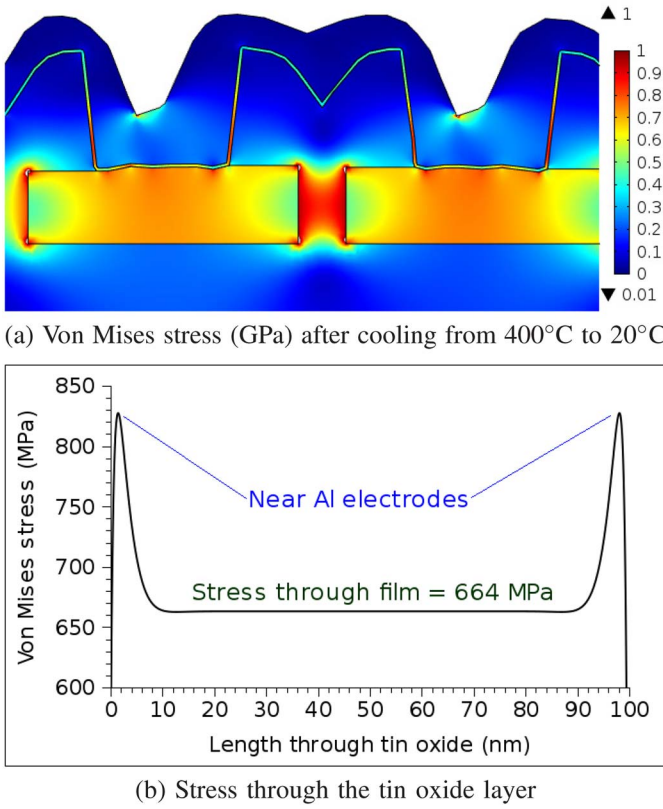 ▲ 1
1
0.9
0.8
0.7
0.6
0.5
0.4
0.3
0.2
0.1
0
▼ 0.01
(a) Von Mises stress (GPa) after cooling from 400°C to 20°C
850
800
750
700
650
600
Von Mises stress (MPa)
Near Al electrodes
Stress through film = 664 MPa
0 10 20 30 40 50 60 70 80 90 100
Length through tin oxide (nm)
(b) Stress through the tin oxide layer